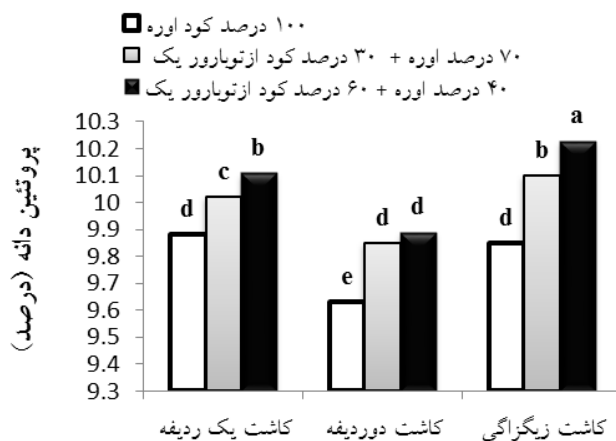 ۱۰۰ درصد کود اوره
۷۰ درصد اوره + ۳۰ درصد کود ازتوبارور یک
۴۰ درصد اوره + ۶۰ درصد کود ازتوبارور یک
پروتئین دانه (درصد)
10.3
10.2
10.1
10
9.9
9.8
9.7
9.6
9.5
9.4
9.3
d c b
e d d
d b a
کاشت یک ردیفه کاشت دوردیفه کاشت زیگزاگی